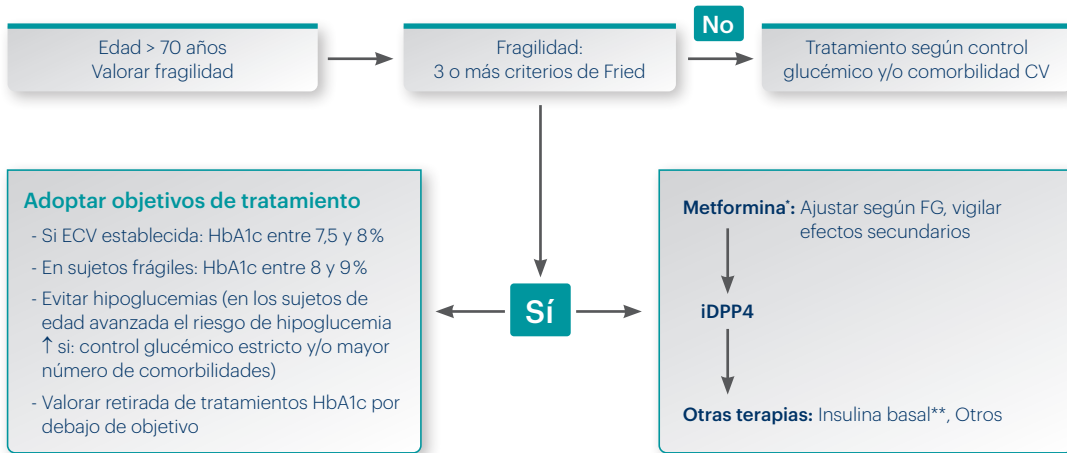 Edad > 70 años
Valorar fragilidad
Fragilidad:
3 o más criterios de Fried
No
Tratamiento según control
glucémico y/o comorbilidad CV
Adoptar objetivos de tratamiento
- Si ECV establecida: HbA1c entre 7,5 y 8%
- En sujetos frágiles: HbA1c entre 8 y 9%
- Evitar hipoglucemias (en los sujetos de
edad avanzada el riesgo de hipoglucemia
↑ si: control glucémico estricto y/o mayor
número de comorbilidades)
- Valorar retirada de tratamientos HbA1c por
debajo de objetivo
Sí
Metformina*: Ajustar según FG, vigilar
efectos secundarios
iDPP4
Otras terapias: Insulina basal**, Otros